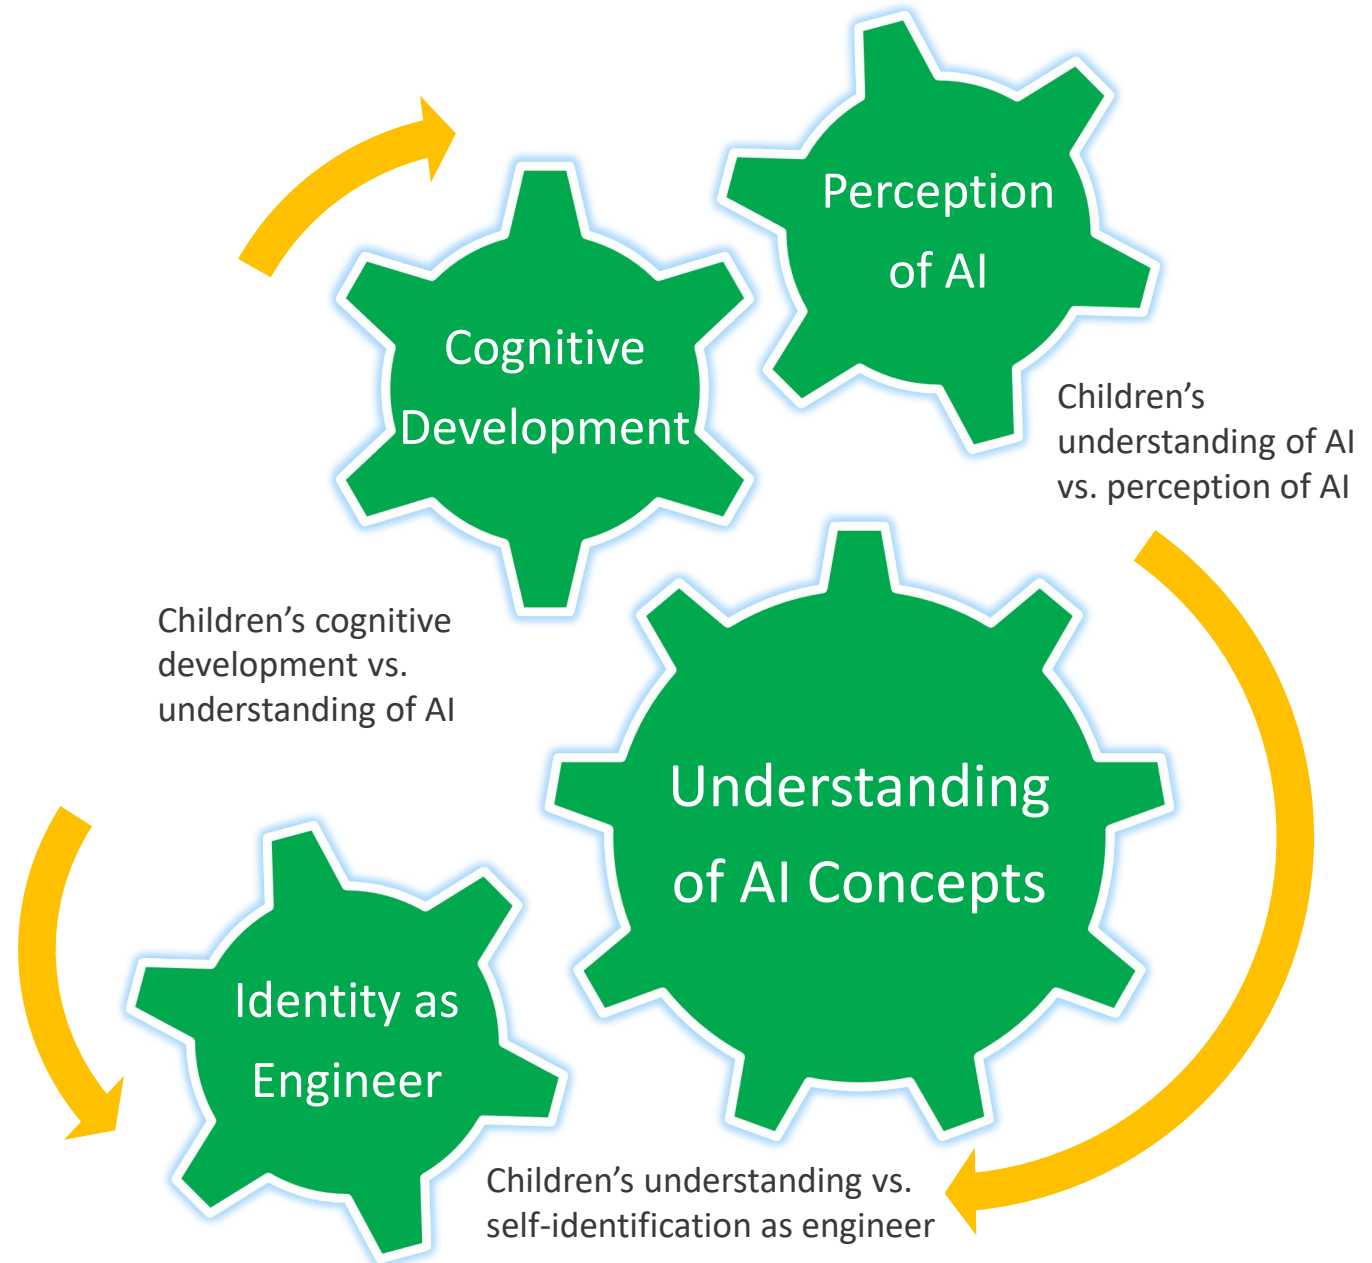 Perception
of AI
Cognitive
Development
Children’s
understanding of AI
vs. perception of AI
Children’s cognitive
development vs.
understanding of AI
Understanding
of AI Concepts
Identity as
Engineer
Children’s understanding vs.
self-identification as engineer